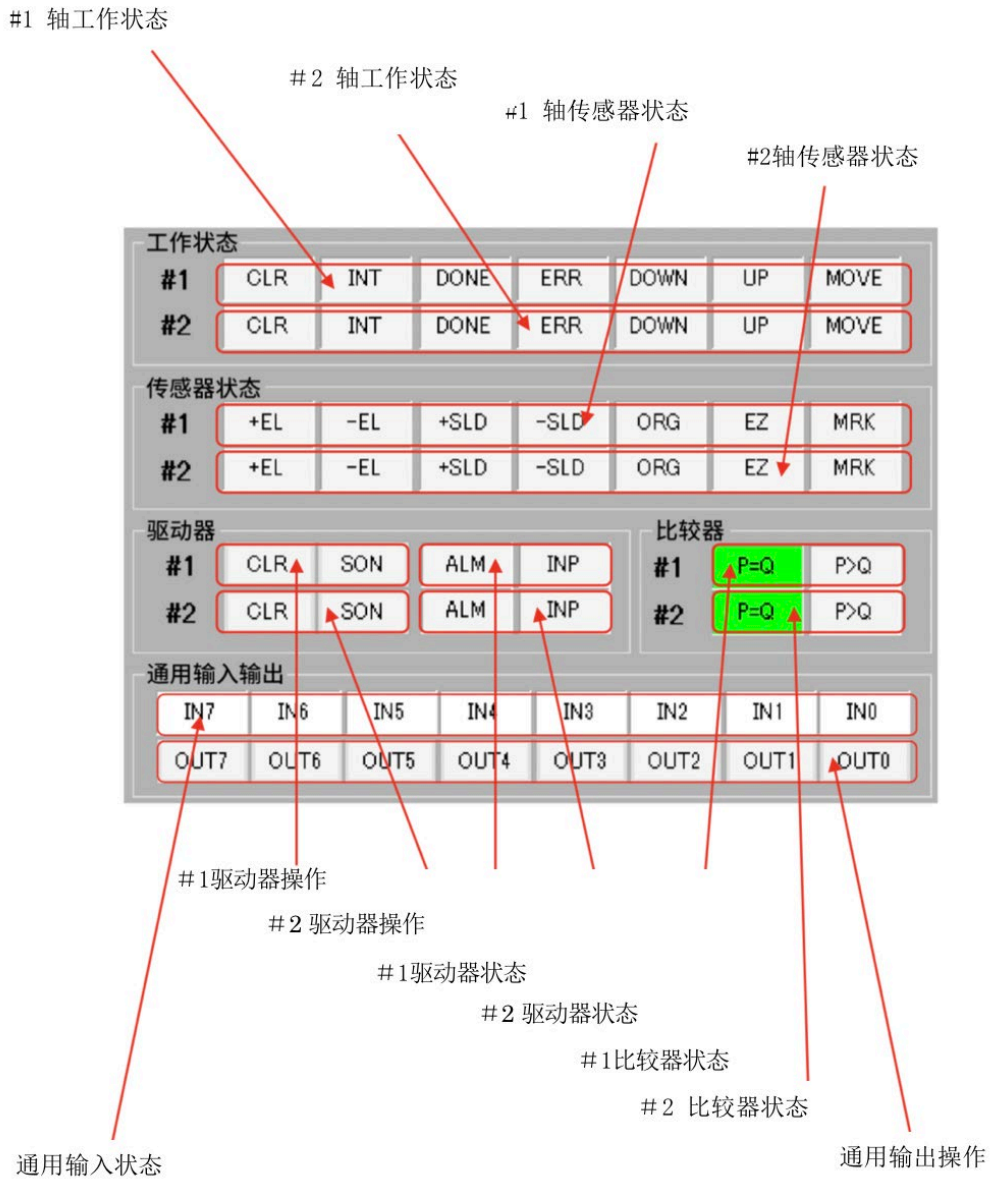 #1 轴工作状态
＃2 轴工作状态
#1 轴传感器状态
#2轴传感器状态
工作状态
#1 CLR INT DONE ERR DOWN UP MOVE
#2 CLR INT DONE ERR DOWN UP MOVE
传感器状态
#1 +EL -EL +SLD -SLD ORG EZ MRK
#2 +EL -EL +SLD -SLD ORG EZ MRK
驱动器 比较器
#1 CLR SON ALM INP #1 P=Q P>Q
#2 CLR SON ALM INP #2 P=Q P>Q
通用输入输出
IN7 IN6 IN5 IN4 IN3 IN2 IN1 IN0
OUT7 OUT6 OUT5 OUT4 OUT3 OUT2 OUT1 OUT0
＃1驱动器操作
＃2 驱动器操作
＃1驱动器状态
＃2 驱动器状态
＃1比较器状态
＃2 比较器状态
通用输出操作
通用输入状态